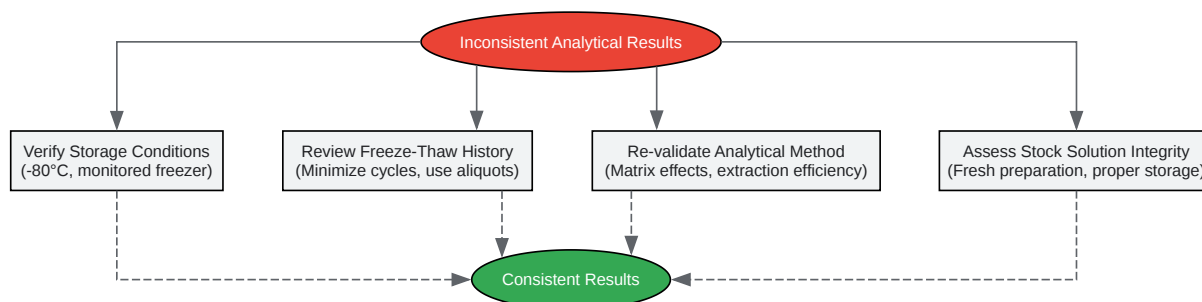 Inconsistent Analytical Results
Verify Storage Conditions
(-80°C, monitored freezer)
Review Freeze-Thaw History
(Minimize cycles, use aliquots)
Re-validate Analytical Method
(Matrix effects, extraction efficiency)
Assess Stock Solution Integrity
(Fresh preparation, proper storage)
Consistent Results